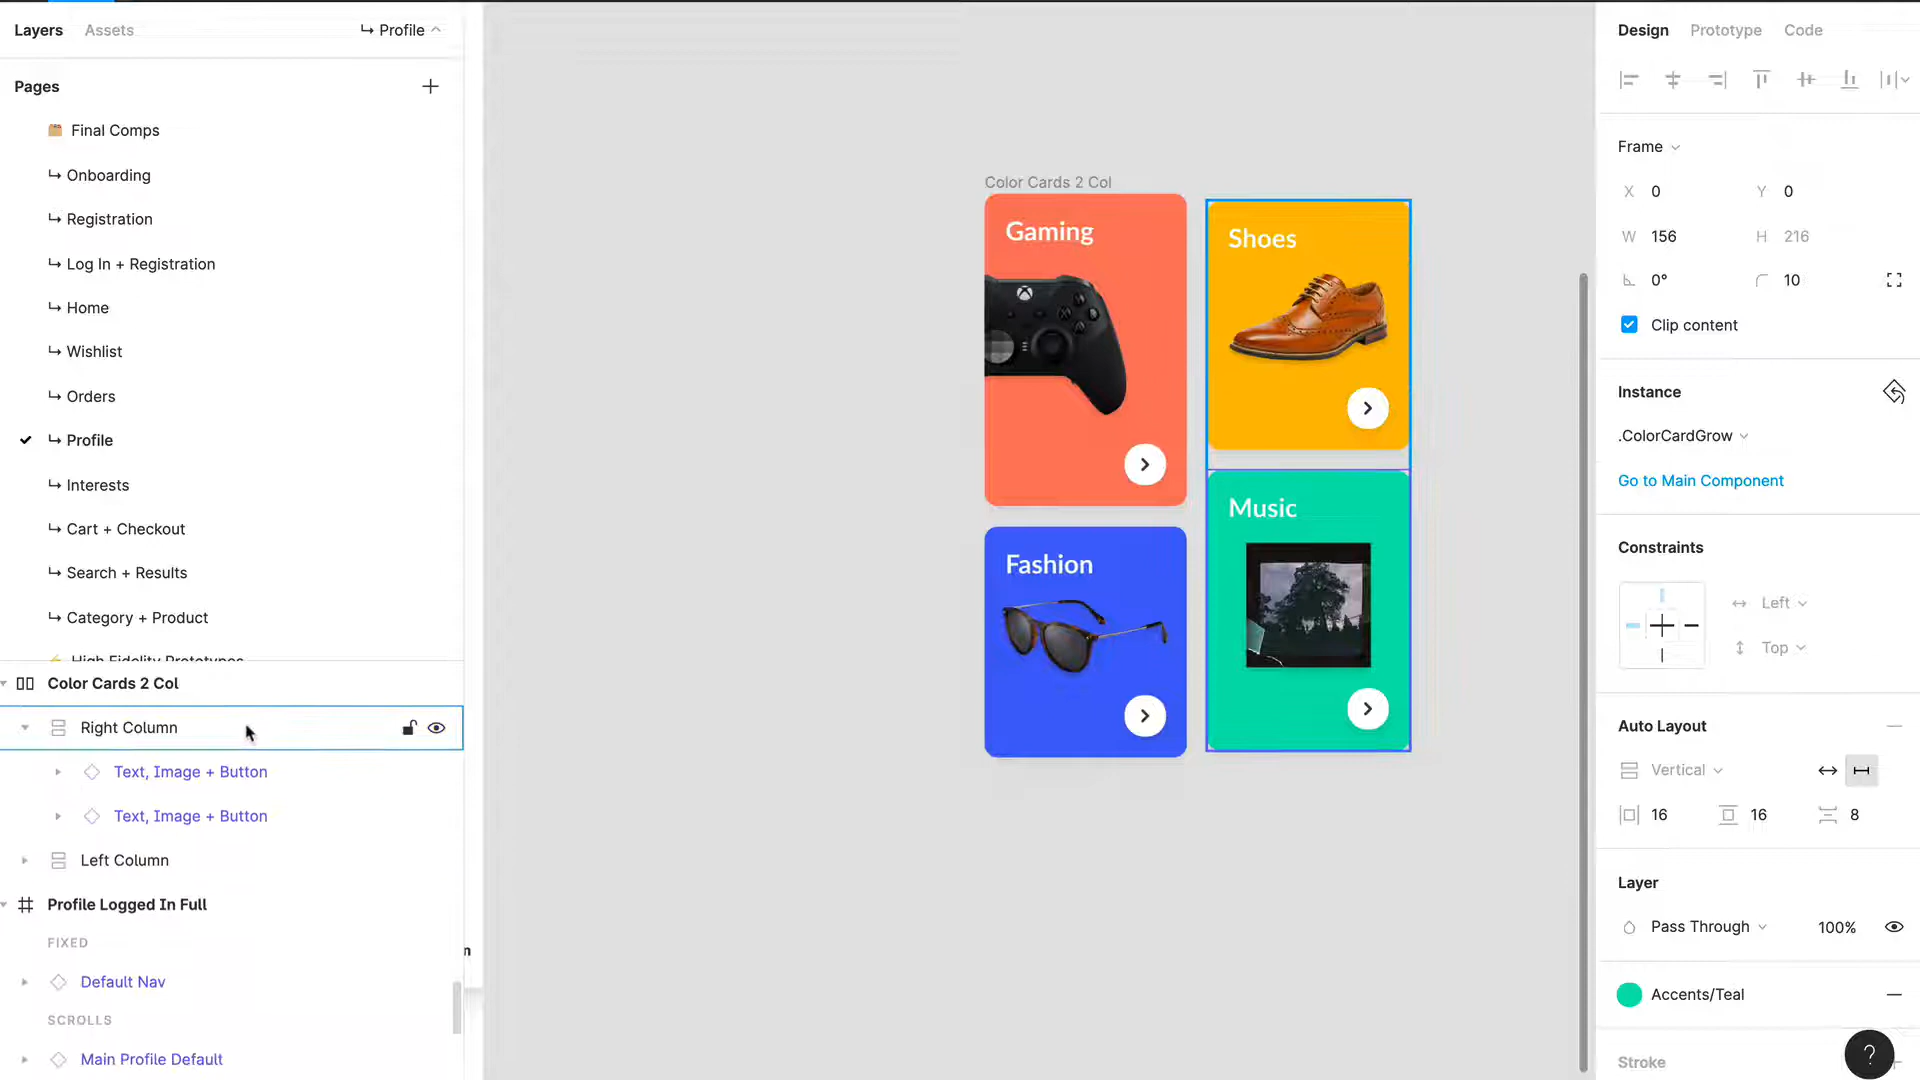 Layers Assets ↳ Profile
Pages
Final Comps
↳ Onboarding
↳ Registration
↳ Log In + Registration
↳ Home
↳ Wishlist
↳ Orders
↳ Profile
↳ Interests
↳ Cart + Checkout
↳ Search + Results
↳ Category + Product
High Fidelity Prototypes
Color Cards 2 Col
Right Column
Text, Image + Button
Text, Image + Button
Left Column
Profile Logged In Full
FIXED
Default Nav
SCROLLS
Main Profile Default
n
Color Cards 2 Col
Gaming
Shoes
Fashion
Music
Design Prototype Code
Frame
X 0 Y 0
W 156 H 216
0° 10
Clip content
Instance
.ColorCardGrow
Go to Main Component
Constraints
Left
Top
Auto Layout
Vertical
16 16 8
Layer
Pass Through 100%
Accents/Teal
Stroke
?